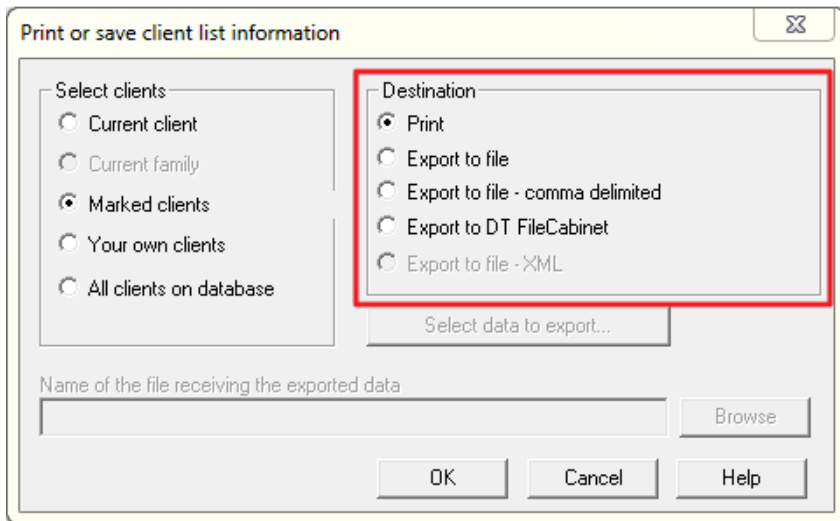 Print or save client list information
Select clients
Current client
Current family
Marked clients
Your own clients
All clients on database
Destination
Print
Export to file
Export to file - comma delimited
Export to DT FileCabinet
Export to file - XML
Select data to export...
Name of the file receiving the exported data
Browse
OK
Cancel
Help